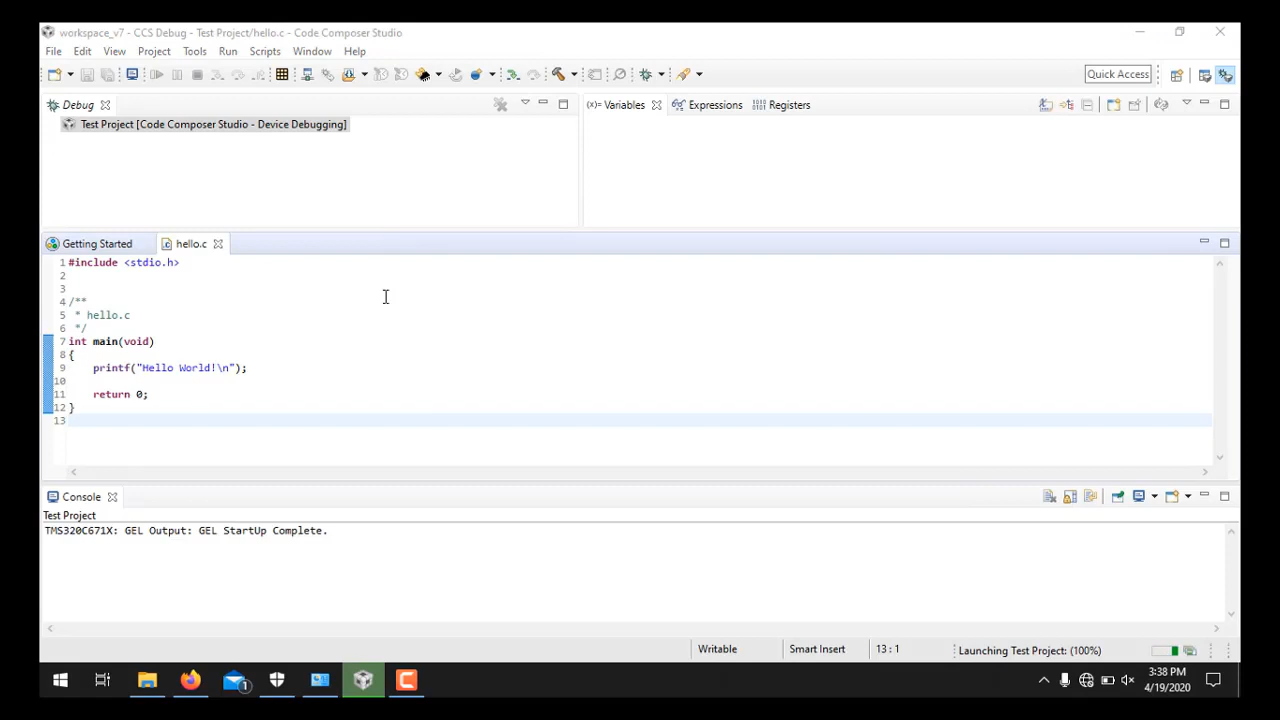 workspace_v7 - CCS Debug - Test Project/hello.c - Code Composer Studio
File Edit View Project Tools Run Scripts Window Help
Quick Access
Debug
(x)= Variables Expressions 1010 0101 Registers
Test Project [Code Composer Studio - Device Debugging]
Getting Started hello.c
1 #include <stdio.h>
2
3
4 /**
5 * hello.c
6 */
7 int main(void)
8 {
9 printf("Hello World!\n");
10
11 return 0;
12 }
13
Console
Test Project
TMS320C671X: GEL Output: GEL StartUp Complete.
Writable Smart Insert 13 : 1 Launching Test Project: (100%)
1
3:38 PM
4/19/2020